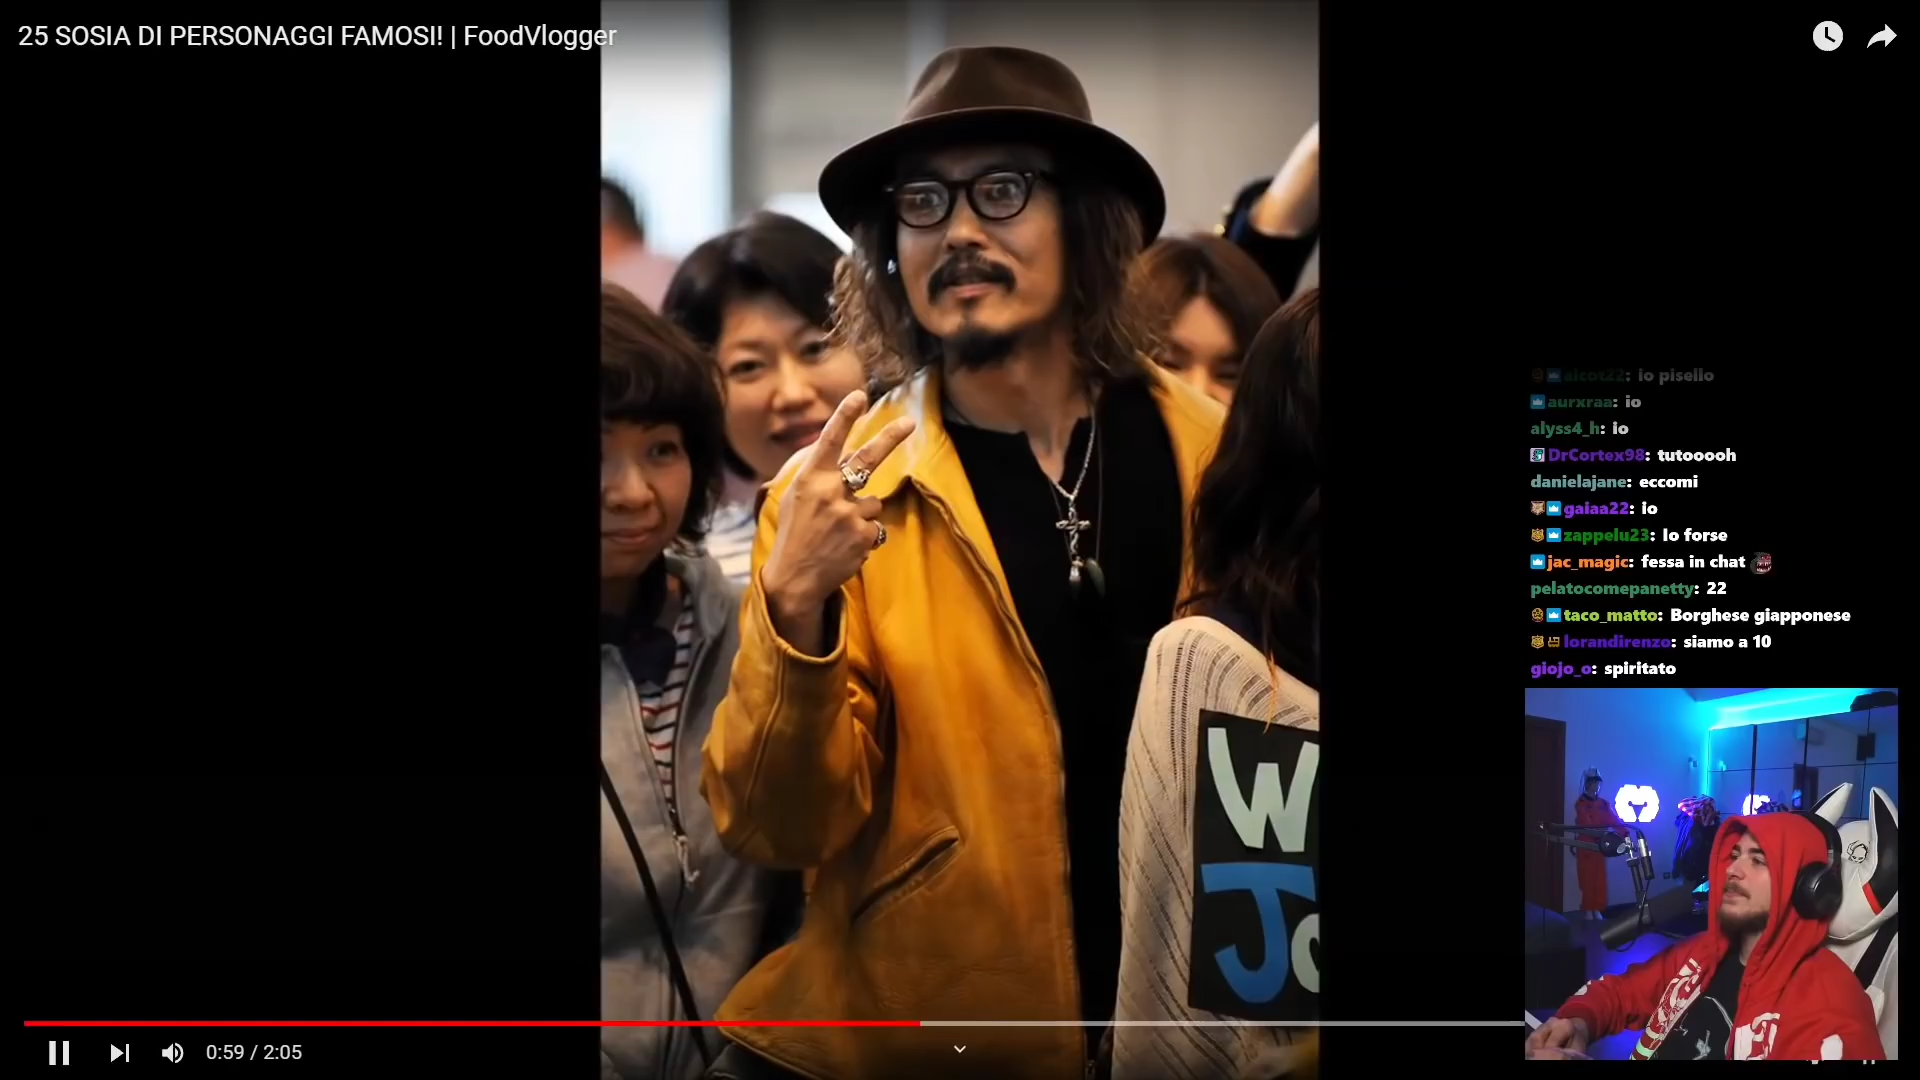 25 SOSIA DI PERSONAGGI FAMOSI! | FoodVlogger
alcot22: io pisello
aurxraa: io
alyss4_h: io
DrCortex98: tutooooh
danielajane: eccomi
gaiaa22: io
zappelu23: Io forse
jac_magic: fessa in chat
pelatocomepanetty: 22
taco_matto: Borghese giapponese
lorandirenzo: siamo a 10
giojo_o: spiritato
W
Jo
0:59 / 2:05